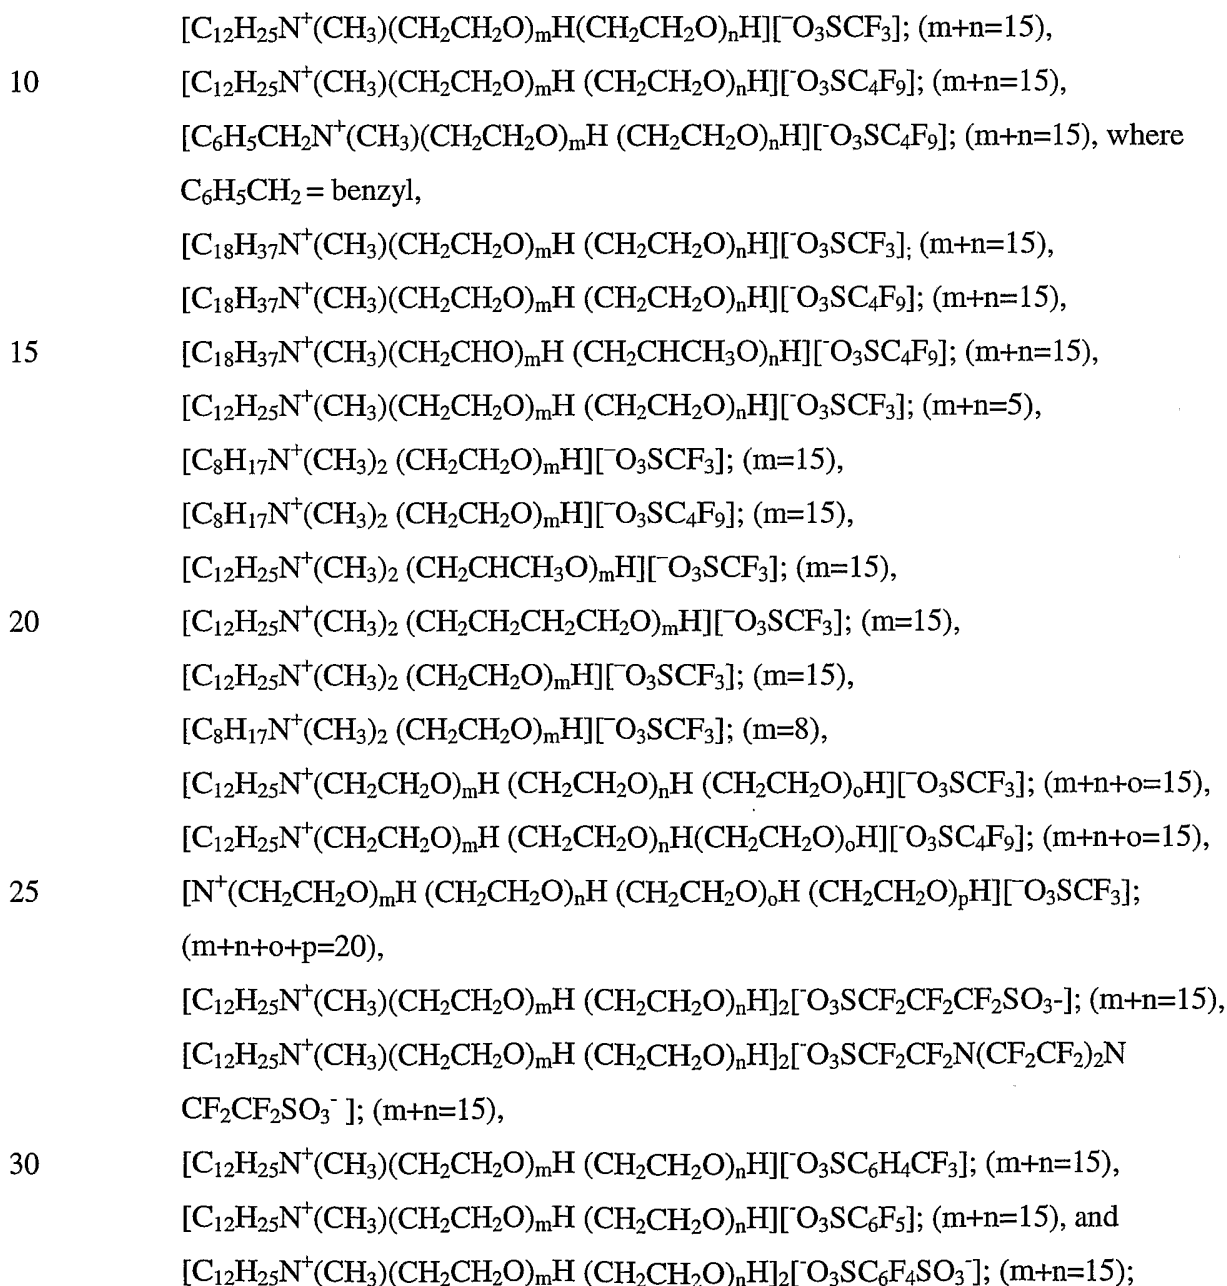 [C₁₂H₂₅N⁺(CH₃)(CH₂CH₂O)ₘH(CH₂CH₂O)ₙH][⁻O₃SCF₃]; (m+n=15),
10 [C₁₂H₂₅N⁺(CH₃)(CH₂CH₂O)ₘH (CH₂CH₂O)ₙH][⁻O₃SC₄F₉]; (m+n=15),
[C₆H₅CH₂N⁺(CH₃)(CH₂CH₂O)ₘH (CH₂CH₂O)ₙH][⁻O₃SC₄F₉]; (m+n=15), where
C₆H₅CH₂ = benzyl,
[C₁₈H₃₇N⁺(CH₃)(CH₂CH₂O)ₘH (CH₂CH₂O)ₙH][⁻O₃SCF₃]; (m+n=15),
[C₁₈H₃₇N⁺(CH₃)(CH₂CH₂O)ₘH (CH₂CH₂O)ₙH][⁻O₃SC₄F₉]; (m+n=15),
15 [C₁₈H₃₇N⁺(CH₃)(CH₂CHO)ₘH (CH₂CHCH₃O)ₙH][⁻O₃SC₄F₉]; (m+n=15),
[C₁₂H₂₅N⁺(CH₃)(CH₂CH₂O)ₘH (CH₂CH₂O)ₙH][⁻O₃SCF₃]; (m+n=5),
[C₈H₁₇N⁺(CH₃)₂ (CH₂CH₂O)ₘH][⁻O₃SCF₃]; (m=15),
[C₈H₁₇N⁺(CH₃)₂ (CH₂CH₂O)ₘH][⁻O₃SC₄F₉]; (m=15),
[C₁₂H₂₅N⁺(CH₃)₂ (CH₂CHCH₃O)ₘH][⁻O₃SCF₃]; (m=15),
20 [C₁₂H₂₅N⁺(CH₃)₂ (CH₂CH₂CH₂CH₂O)ₘH][⁻O₃SCF₃]; (m=15),
[C₁₂H₂₅N⁺(CH₃)₂ (CH₂CH₂O)ₘH][⁻O₃SCF₃]; (m=15),
[C₈H₁₇N⁺(CH₃)₂ (CH₂CH₂O)ₘH][⁻O₃SCF₃]; (m=8),
[C₁₂H₂₅N⁺(CH₂CH₂O)ₘH (CH₂CH₂O)ₙH (CH₂CH₂O)ₒH][⁻O₃SCF₃]; (m+n+o=15),
[C₁₂H₂₅N⁺(CH₂CH₂O)ₘH (CH₂CH₂O)ₙH(CH₂CH₂O)ₒH][⁻O₃SC₄F₉]; (m+n+o=15),
25 [N⁺(CH₂CH₂O)ₘH (CH₂CH₂O)ₙH (CH₂CH₂O)ₒH (CH₂CH₂O)ₚH][⁻O₃SCF₃];
(m+n+o+p=20),
[C₁₂H₂₅N⁺(CH₃)(CH₂CH₂O)ₘH (CH₂CH₂O)ₙH]₂[⁻O₃SCF₂CF₂CF₂SO₃-]; (m+n=15),
[C₁₂H₂₅N⁺(CH₃)(CH₂CH₂O)ₘH (CH₂CH₂O)ₙH]₂[⁻O₃SCF₂CF₂N(CF₂CF₂)₂N
CF₂CF₂SO₃⁻ ]; (m+n=15),
30 [C₁₂H₂₅N⁺(CH₃)(CH₂CH₂O)ₘH (CH₂CH₂O)ₙH][⁻O₃SC₆H₄CF₃]; (m+n=15),
[C₁₂H₂₅N⁺(CH₃)(CH₂CH₂O)ₘH (CH₂CH₂O)ₙH][⁻O₃SC₆F₅]; (m+n=15), and
[C₁₂H₂₅N⁺(CH₃)(CH₂CH₂O)ₘH (CH₂CH₂O)ₙH]₂[⁻O₃SC₆F₄SO₃⁻]; (m+n=15);